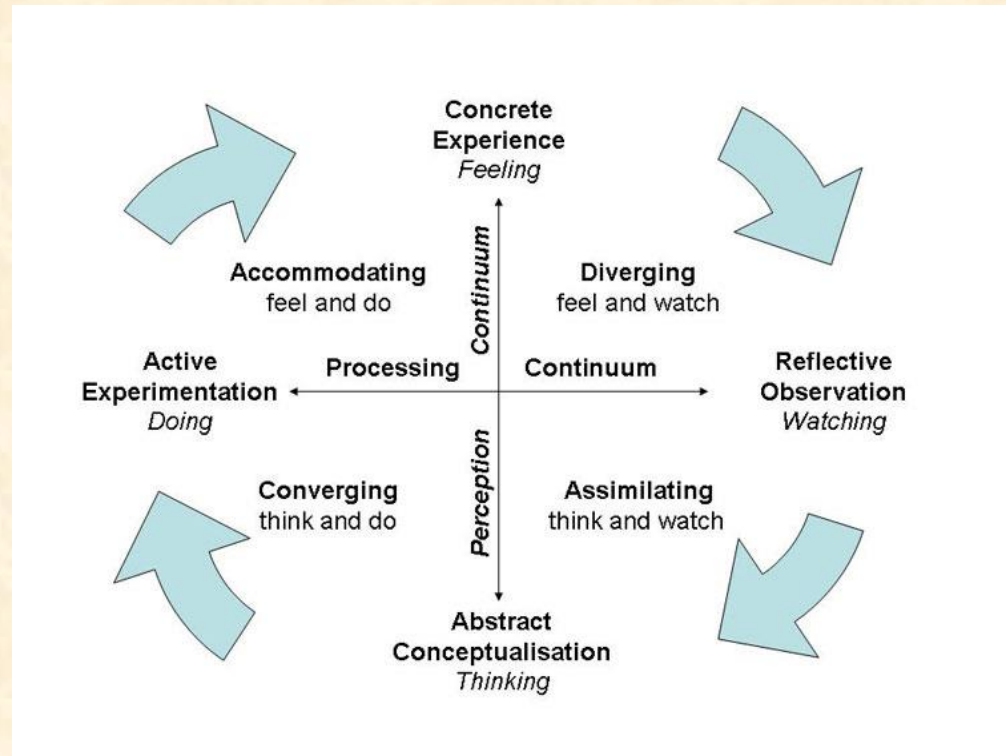 Concrete
Experience
Feeling
Accommodating
feel and do
Diverging
feel and watch
Continuum
Active
Experimentation
Doing
Processing
Continuum
Reflective
Observation
Watching
Perception
Converging
think and do
Assimilating
think and watch
Abstract
Conceptualisation
Thinking